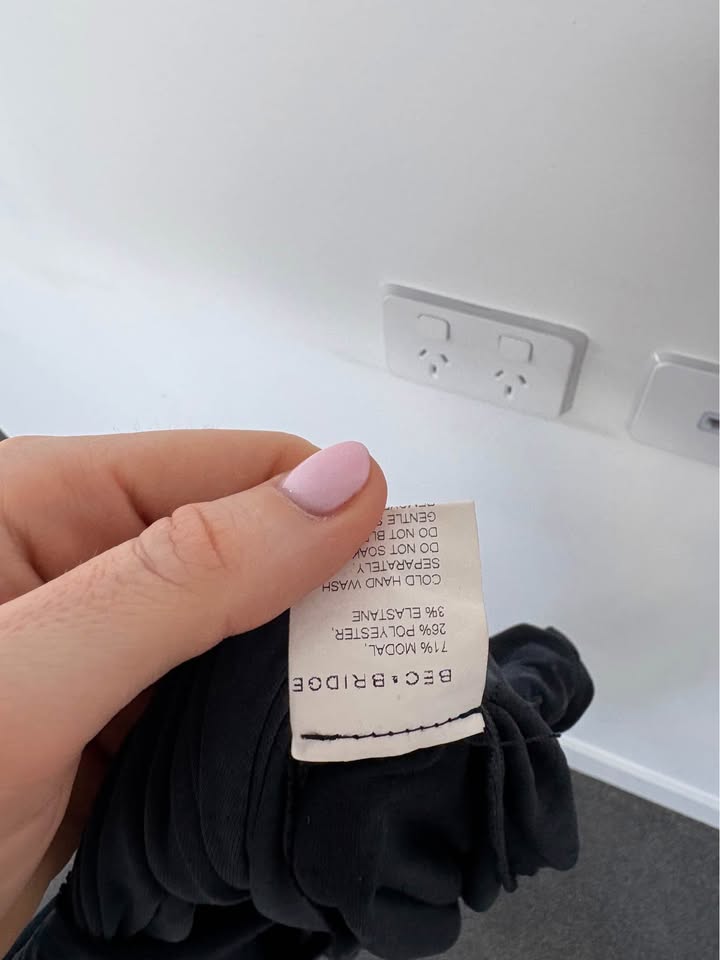 BEC&BRIDGE
71% MODAL,
26% POLYESTER,
3% ELASTANE
COLD HAND WASH
SEPARATELY,
DO NOT SOAK
DO NOT
GENTLE